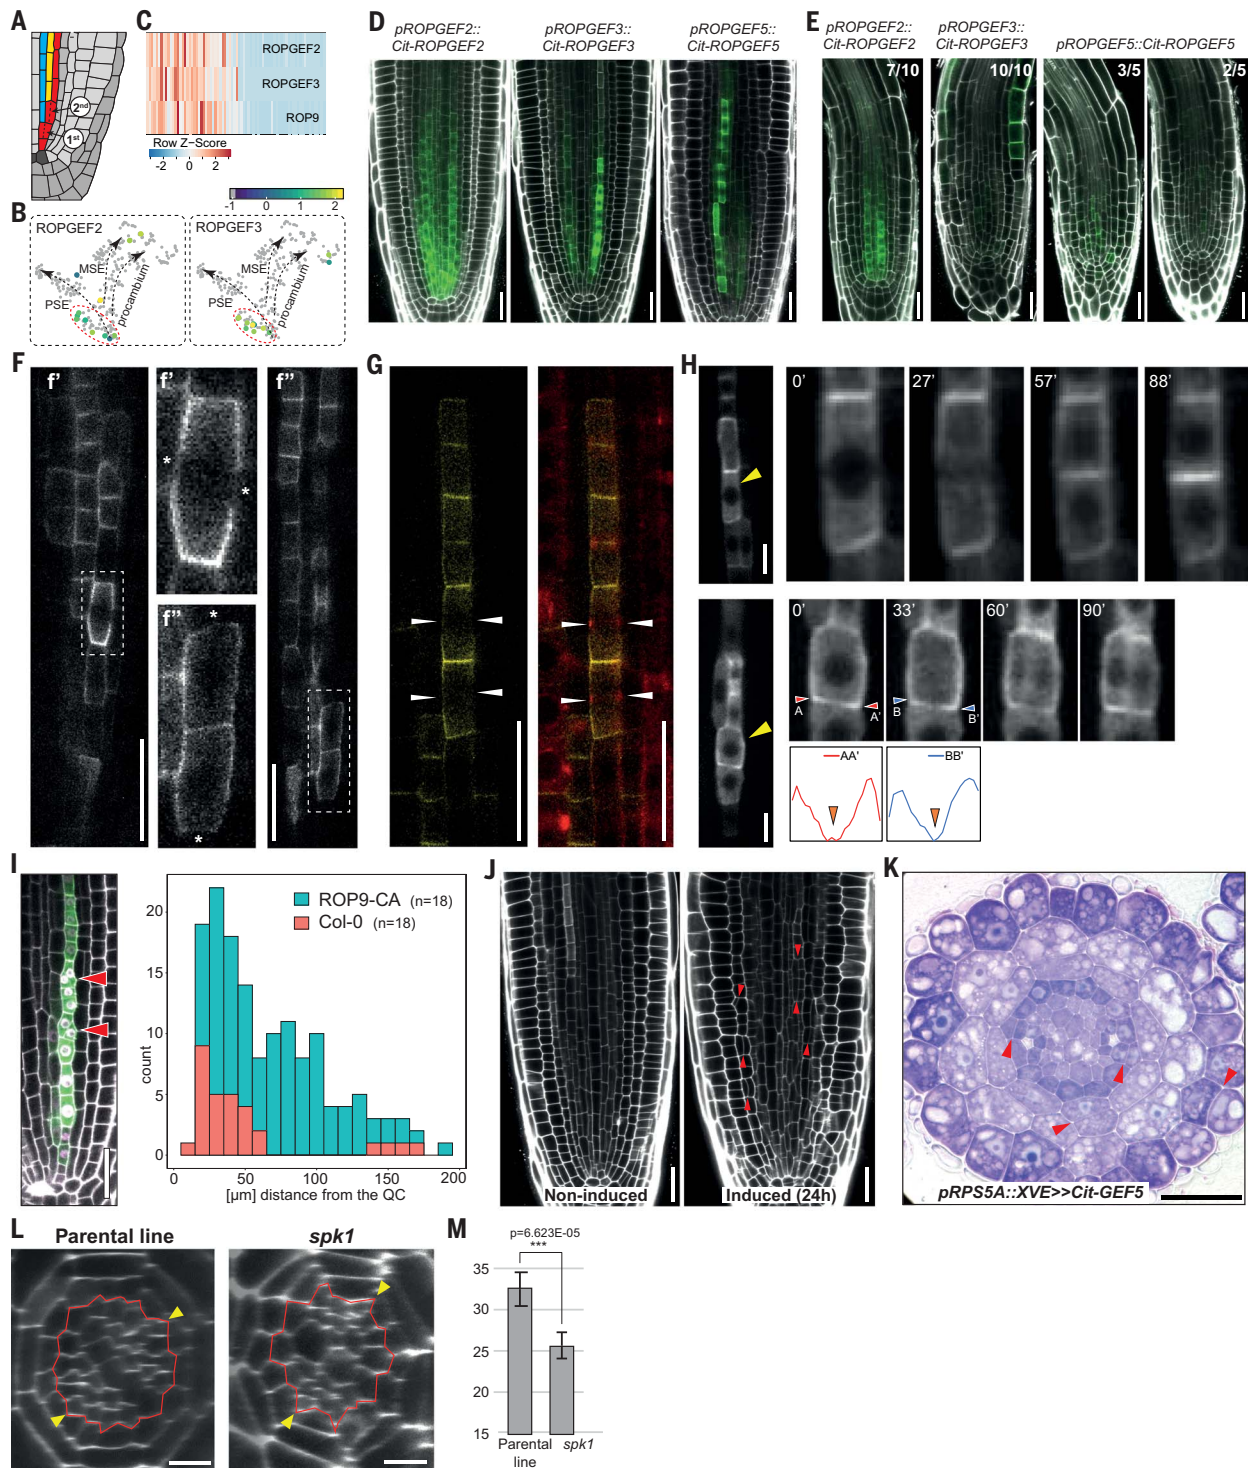 A
2nd
1st
C
ROPGEF2
ROPGEF3
ROP9
Row Z-Score
-2 0 2
-1 0 1 2
B
ROPGEF2
MSE
PSE
procambium
ROPGEF3
MSE
PSE
procambium
D
pROPGEF2::
Cit-ROPGEF2
pROPGEF3::
Cit-ROPGEF3
pROPGEF5::
Cit-ROPGEF5
E
pROPGEF2::
Cit-ROPGEF2
pROPGEF3::
Cit-ROPGEF3
pROPGEF5::Cit-ROPGEF5
7/10
10/10
3/5
2/5
F
f'
f'
*
*
f''
*
*
f''
G
H
0'
27'
57'
88'
0'
33'
60'
90'
A
A'
B
B'
AA'
BB'
I
ROP9-CA (n=18)
Col-0 (n=18)
count
20
15
10
5
0
0 50 100 150 200
[µm] distance from the QC
J
Non-induced
Induced (24h)
K
pRPS5A::XVE>>Cit-GEF5
L
Parental line
spk1
M
p=6.623E-05
***
35
30
25
20
15
Parental
line
spk1